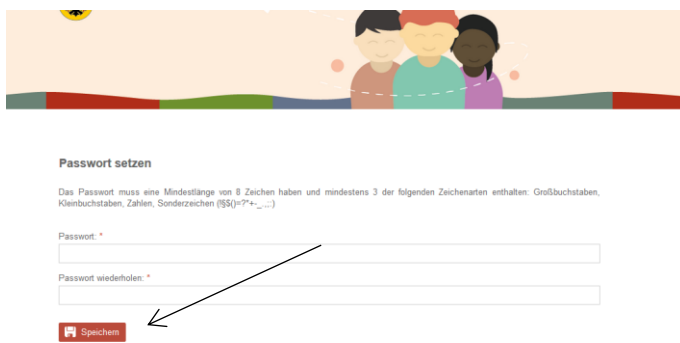 Passwort setzen
Das Passwort muss eine Mindestlänge von 8 Zeichen haben und mindestens 3 der folgenden Zeichenarten enthalten: Großbuchstaben,
Kleinbuchstaben, Zahlen, Sonderzeichen (!§$()=?*+-_.,;:)
Passwort: *
Passwort wiederholen: *
Speichern